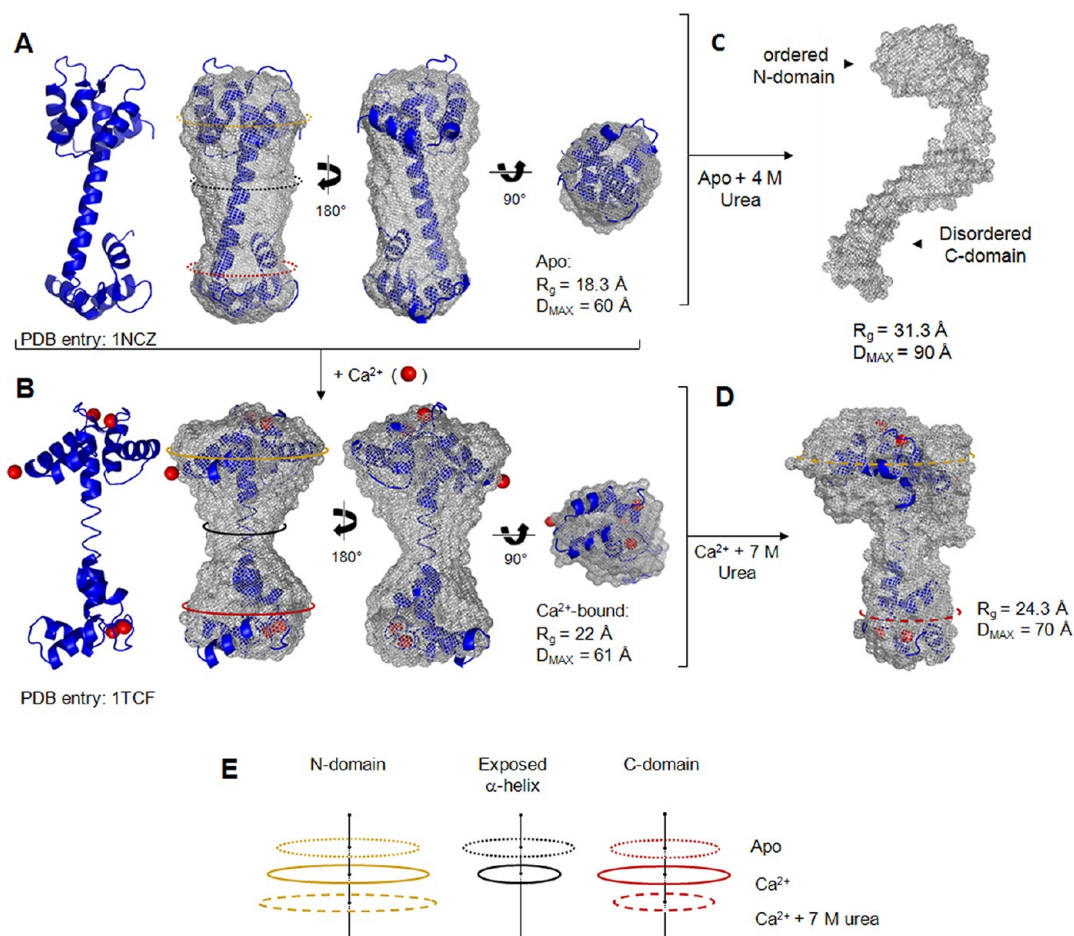 A
180°
90°
Apo:
Rg = 18.3 Å
DMAX = 60 Å
PDB entry: 1NCZ
Apo + 4 M
Urea
C
ordered
N-domain
Disordered
C-domain
Rg = 31.3 Å
DMAX = 90 Å
+ Ca²⁺ ( )
B
180°
90°
Ca²⁺-bound:
Rg = 22 Å
DMAX = 61 Å
PDB entry: 1TCF
Ca²⁺ + 7 M
Urea
D
Rg = 24.3 Å
DMAX = 70 Å
E
N-domain
Exposed
α-helix
C-domain
Apo
Ca²⁺
Ca²⁺ + 7 M urea